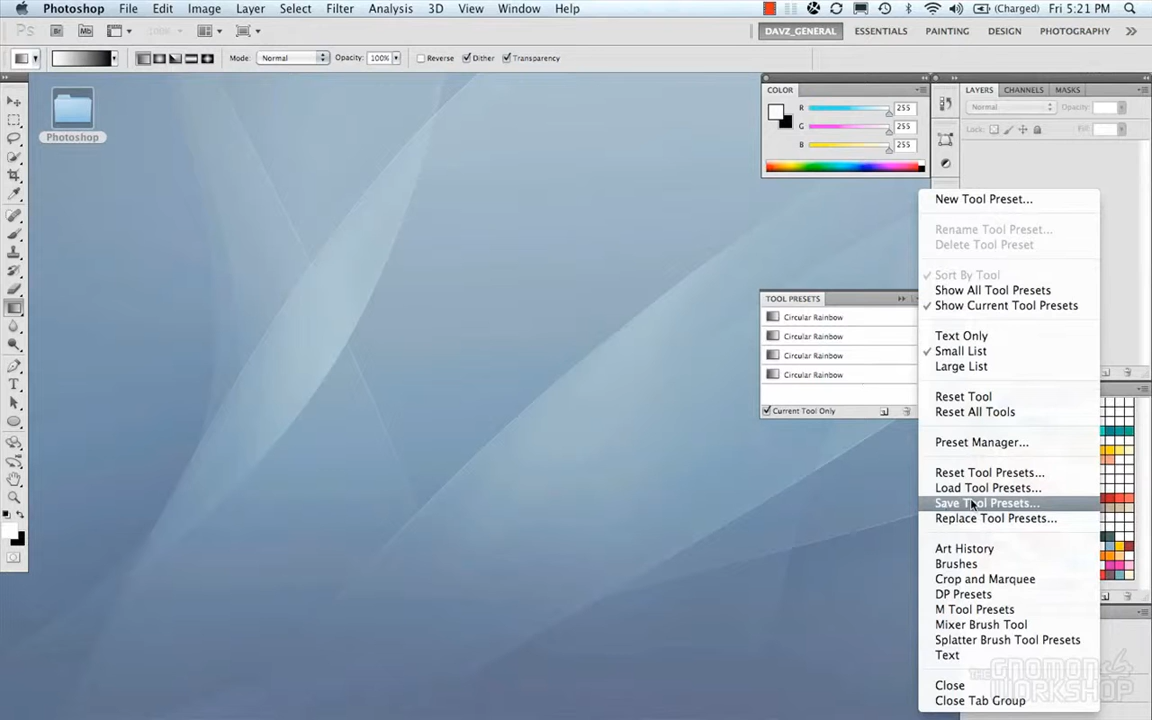 Photoshop File Edit Image Layer Select Filter Analysis 3D View Window Help (Charged) Fri 5:21 PM
Ps Br Mb 100% DAVZ_GENERAL ESSENTIALS PAINTING DESIGN PHOTOGRAPHY
Mode: Normal Opacity: 100% Reverse Dither Transparency
COLOR
R 255
G 255
B 255
LAYERS CHANNELS MASKS
Normal Opacity:
Lock: Fill:
Photoshop
TOOL PRESETS
Circular Rainbow
Circular Rainbow
Circular Rainbow
Circular Rainbow
Current Tool Only
New Tool Preset...
Rename Tool Preset...
Delete Tool Preset
Sort By Tool
Show All Tool Presets
Show Current Tool Presets
Text Only
Small List
Large List
Reset Tool
Reset All Tools
Preset Manager...
Reset Tool Presets...
Load Tool Presets...
Save Tool Presets...
Replace Tool Presets...
Art History
Brushes
Crop and Marquee
DP Presets
M Tool Presets
Mixer Brush Tool
Splatter Brush Tool Presets
Text
Close
Close Tab Group
THE GNOMON
WORKSHOP